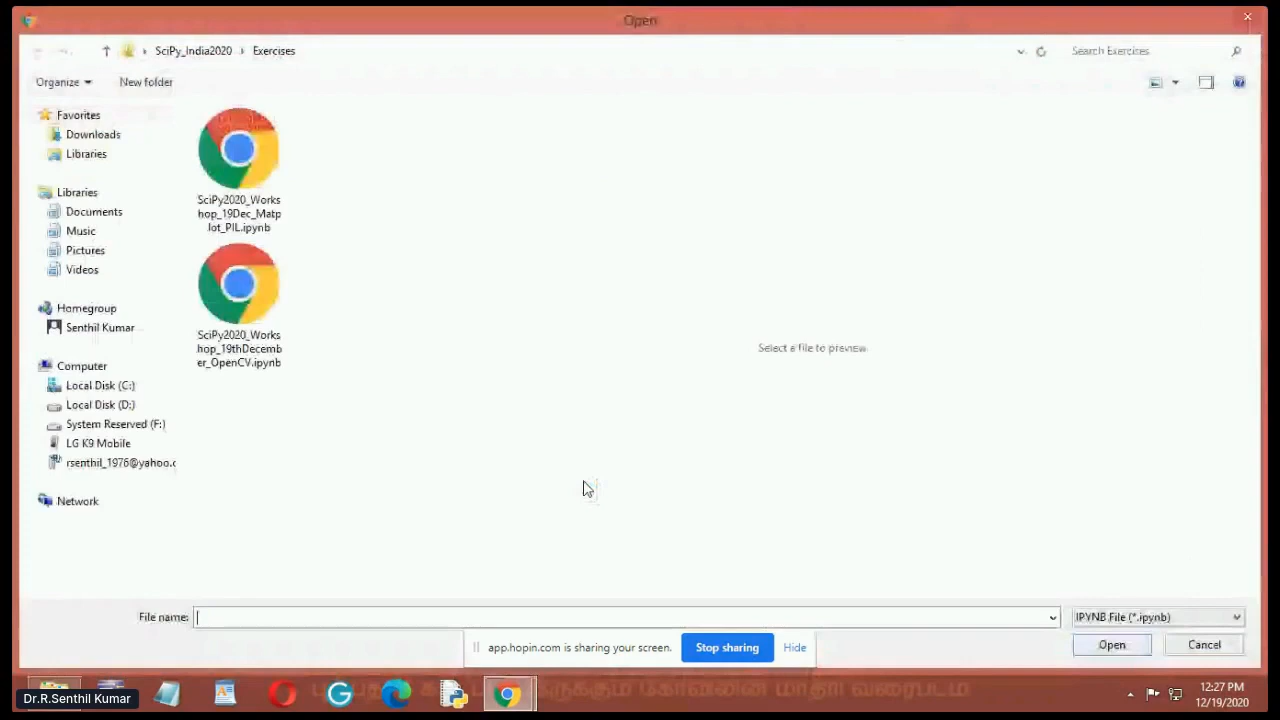 Open
SciPy_India2020
Exercises
Search Exercises
Organize
New folder
Favorites
Downloads
Libraries
Libraries
Documents
Music
Pictures
Videos
Homegroup
Senthil Kumar
Computer
Local Disk (C:)
Local Disk (D:)
System Reserved (F:)
LG K9 Mobile
rsenthil_1976@yahoo.c
Network
SciPy2020_Works
hop_19Dec_Matp
lot_PIL.ipynb
SciPy2020_Works
hop_19thDecemb
er_OpenCV.ipynb
Select a file to preview.
File name:
IPYNB File (*.ipynb)
app.hopin.com is sharing your screen.
Stop sharing
Hide
Open
Cancel
மாதிரி வரைபடம்
Dr.R.Senthil Kumar
12:27 PM
12/19/2020